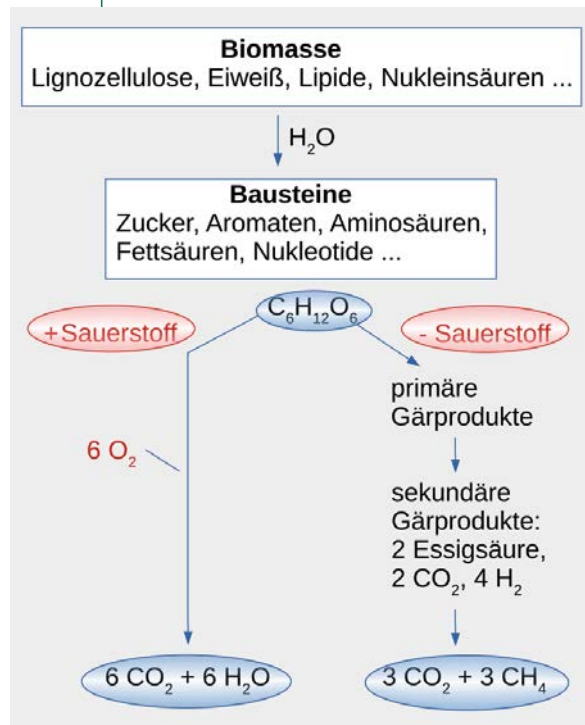 Biomasse
Lignozellulose, Eiweiß, Lipide, Nukleinsäuren ...
H₂O
Bausteine
Zucker, Aromaten, Aminosäuren,
Fettsäuren, Nukleotide ...
C₆H₁₂O₆
+Sauerstoff
- Sauerstoff
primäre
Gärprodukte
6 O₂
sekundäre
Gärprodukte:
2 Essigsäure,
2 CO₂, 4 H₂
6 CO₂ + 6 H₂O
3 CO₂ + 3 CH₄